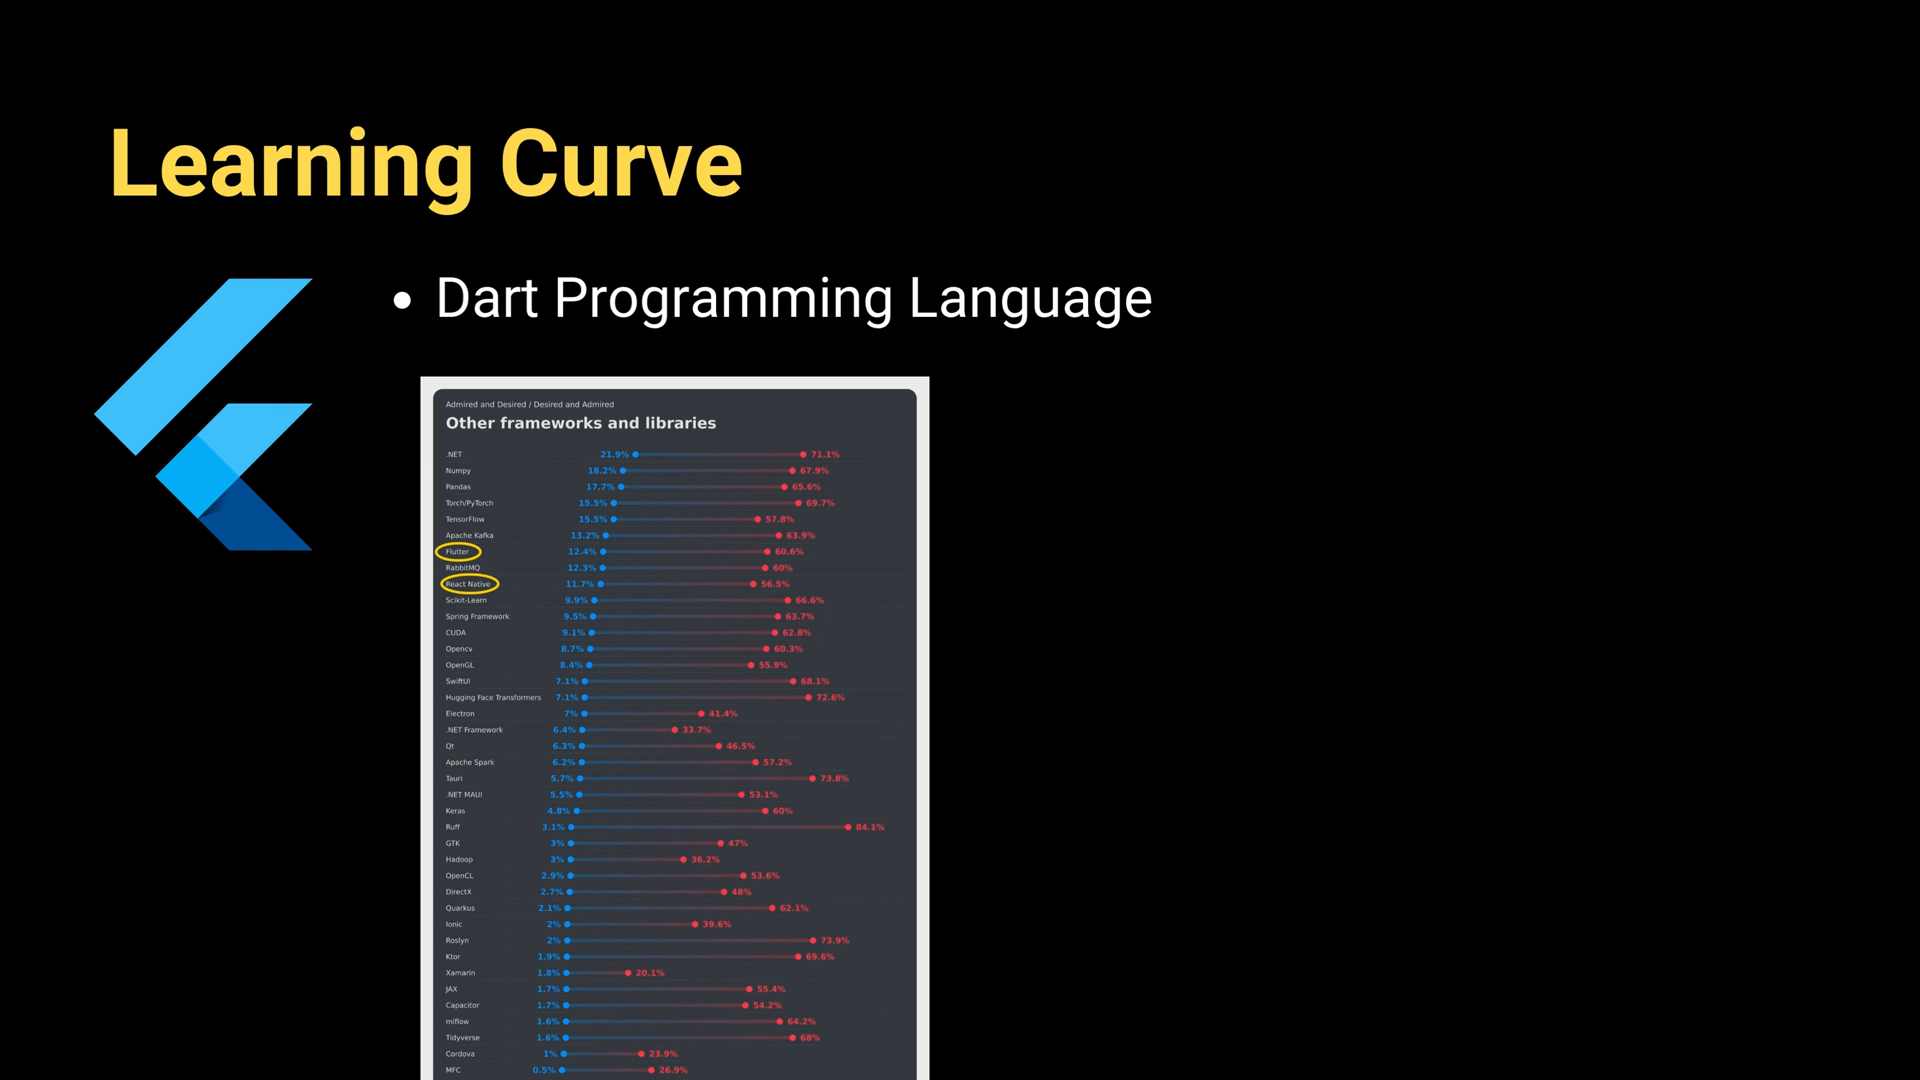 Learning Curve
• Dart Programming Language
Admired and Desired / Desired and Admired
Other frameworks and libraries
.NET 21.9% 71.1%
Numpy 18.2% 67.9%
Pandas 17.7% 65.6%
Torch/PyTorch 15.5% 69.7%
TensorFlow 15.5% 57.8%
Apache Kafka 13.2% 63.9%
Flutter 12.4% 60.6%
RabbitMQ 12.3% 60%
React Native 11.7% 56.5%
Scikit-Learn 9.9% 66.6%
Spring Framework 9.5% 63.7%
CUDA 9.1% 62.8%
Opencv 8.7% 60.3%
OpenGL 8.4% 55.9%
SwiftUI 7.1% 68.1%
Hugging Face Transformers 7.1% 72.6%
Electron 7% 41.4%
.NET Framework 6.4% 33.7%
Qt 6.3% 46.5%
Apache Spark 6.2% 57.2%
Tauri 5.7% 73.8%
.NET MAUI 5.5% 53.1%
Keras 4.8% 60%
Ruff 3.1% 84.1%
GTK 3% 47%
Hadoop 3% 36.2%
OpenCL 2.9% 53.6%
DirectX 2.7% 48%
Quarkus 2.1% 62.1%
Ionic 2% 39.6%
Roslyn 2% 73.9%
Ktor 1.9% 69.6%
Xamarin 1.8% 20.1%
JAX 1.7% 55.4%
Capacitor 1.7% 54.2%
mlflow 1.6% 64.2%
Tidyverse 1.6% 68%
Cordova 1% 23.9%
MFC 0.5% 26.9%